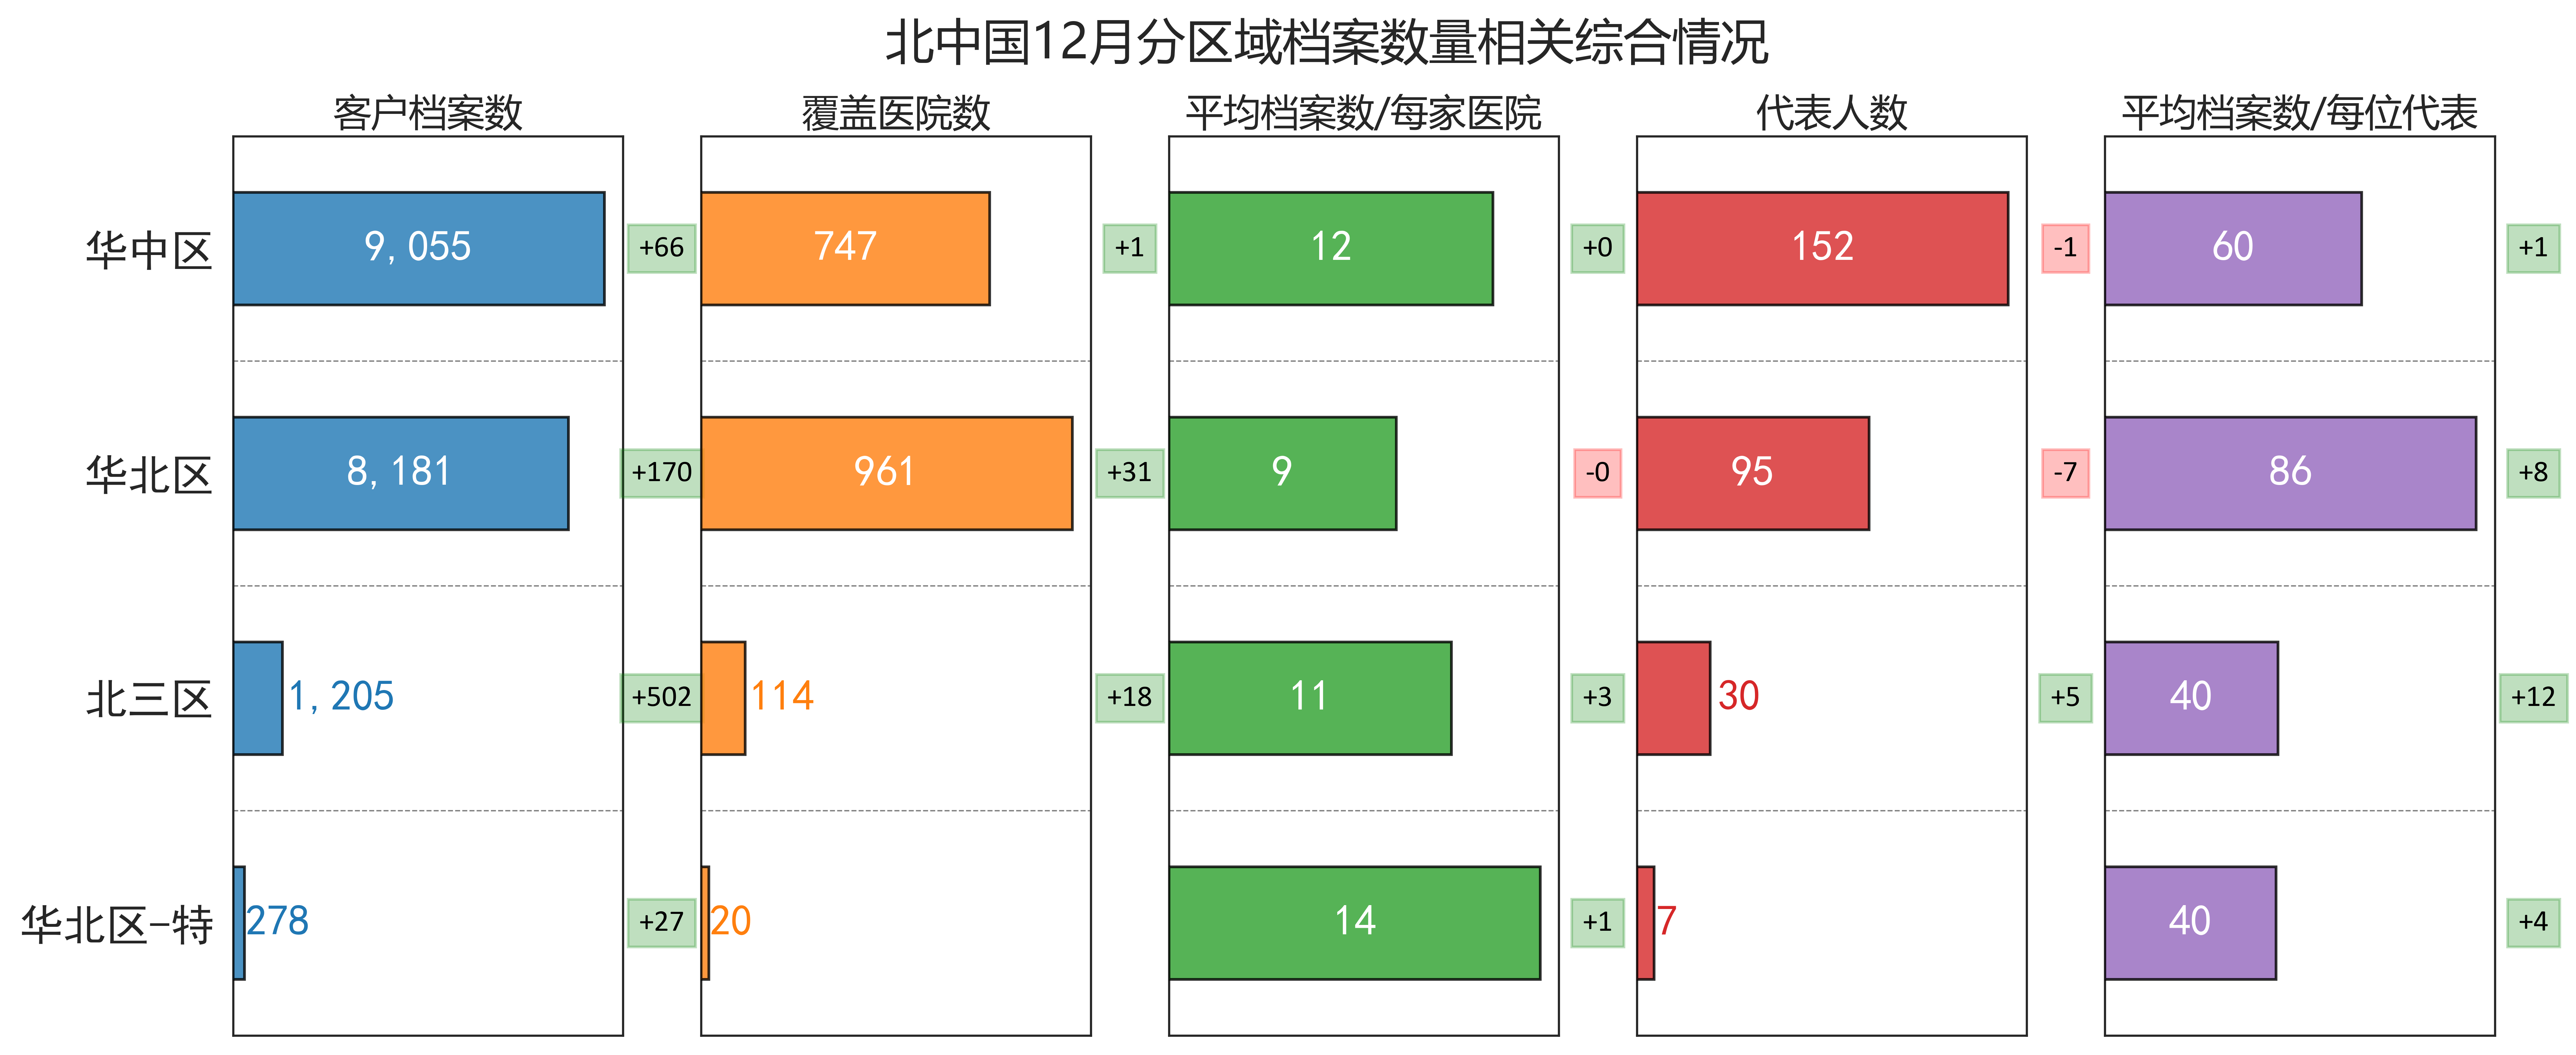 北中国12月分区域档案数量相关综合情况
客户档案数 覆盖医院数 平均档案数/每家医院 代表人数 平均档案数/每位代表
华中区 9,055 +66 747 +1 12 +0 152 -1 60 +1
华北区 8,181 +170 961 +31 9 -0 95 -7 86 +8
北三区 1,205 +502 114 +18 11 +3 30 +5 40 +12
华北区-特 278 +27 20 14 +1 7 40 +4